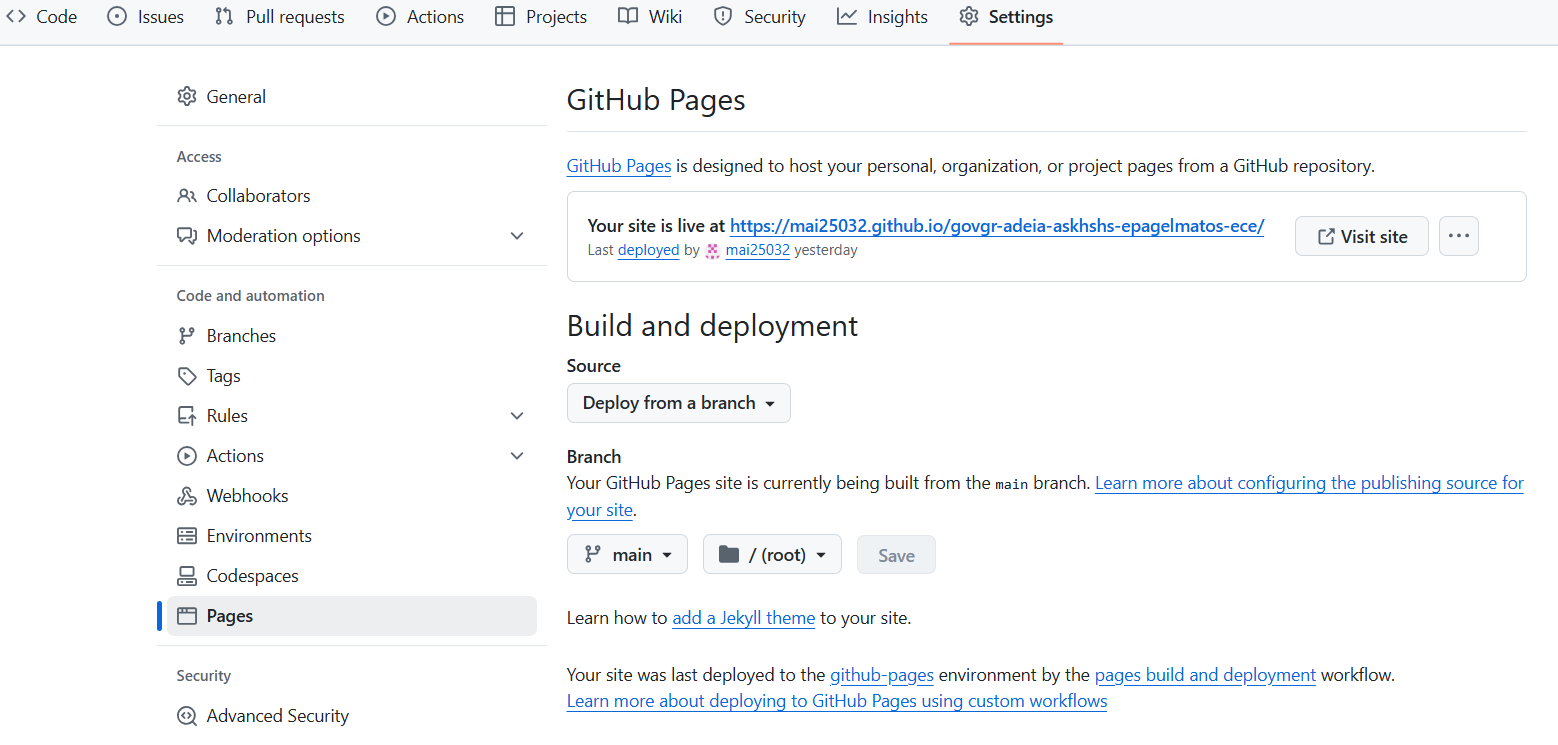 Code Issues Pull requests Actions Projects Wiki Security Insights Settings
General
Access
Collaborators
Moderation options
Code and automation
Branches
Tags
Rules
Actions
Webhooks
Environments
Codespaces
Pages
Security
Advanced Security
GitHub Pages
GitHub Pages is designed to host your personal, organization, or project pages from a GitHub repository.
Your site is live at https://mai25032.github.io/govgr-adeia-askhshs-epagelmatos-ece/
Last deployed by mai25032 yesterday
Visit site
Build and deployment
Source
Deploy from a branch
Branch
Your GitHub Pages site is currently being built from the main branch. Learn more about configuring the publishing source for
your site.
main / (root) Save
Learn how to add a Jekyll theme to your site.
Your site was last deployed to the github-pages environment by the pages build and deployment workflow.
Learn more about deploying to GitHub Pages using custom workflows